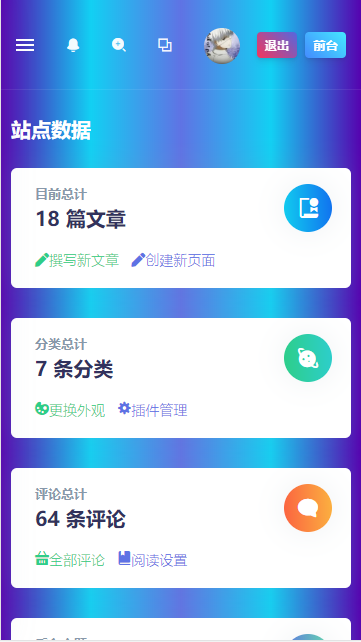 退出 前台
站点数据
目前总计
18 篇文章
撰写新文章 创建新页面
分类总计
7 条分类
更换外观 插件管理
评论总计
64 条评论
全部评论 阅读设置